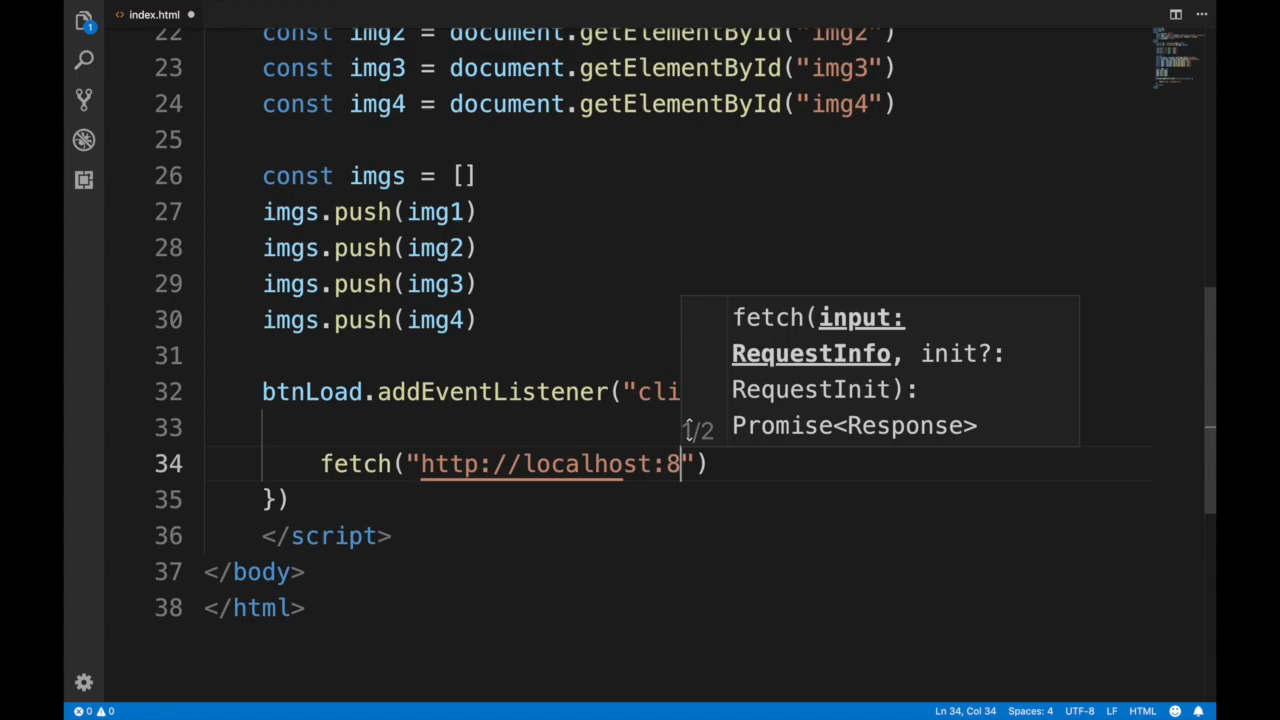 1
<> index.html ●
22 const img2 = document.getElementById("img2")
23 const img3 = document.getElementById("img3")
24 const img4 = document.getElementById("img4")
25
26 const imgs = []
27 imgs.push(img1)
28 imgs.push(img2)
29 imgs.push(img3)
30 imgs.push(img4)
31
32 btnLoad.addEventListener("cli
33
34 fetch("http://localhost:8")
35 })
36 </script>
37 </body>
38 </html>
fetch(input:
RequestInfo, init?:
RequestInit):
Promise<Response>
1/2
0 0 Ln 34, Col 34 Spaces: 4 UTF-8 LF HTML